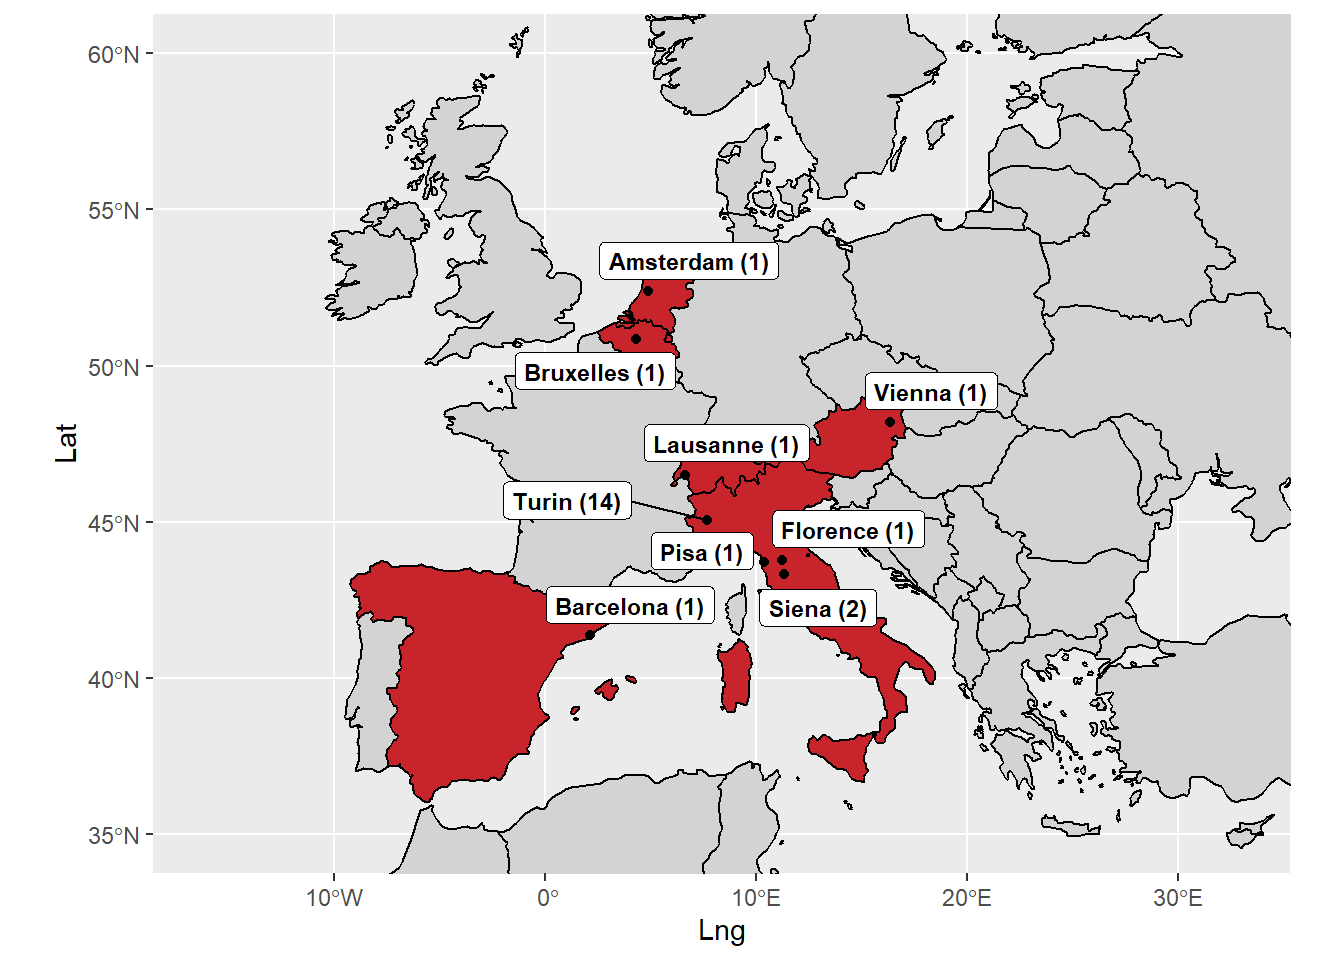 60°N
55°N
50°N
45°N
40°N
35°N
Lat
Amsterdam (1)
Bruxelles (1)
Vienna (1)
Lausanne (1)
Turin (14)
Florence (1)
Pisa (1)
Barcelona (1)
Siena (2)
10°W
0°
10°E
20°E
30°E
Lng